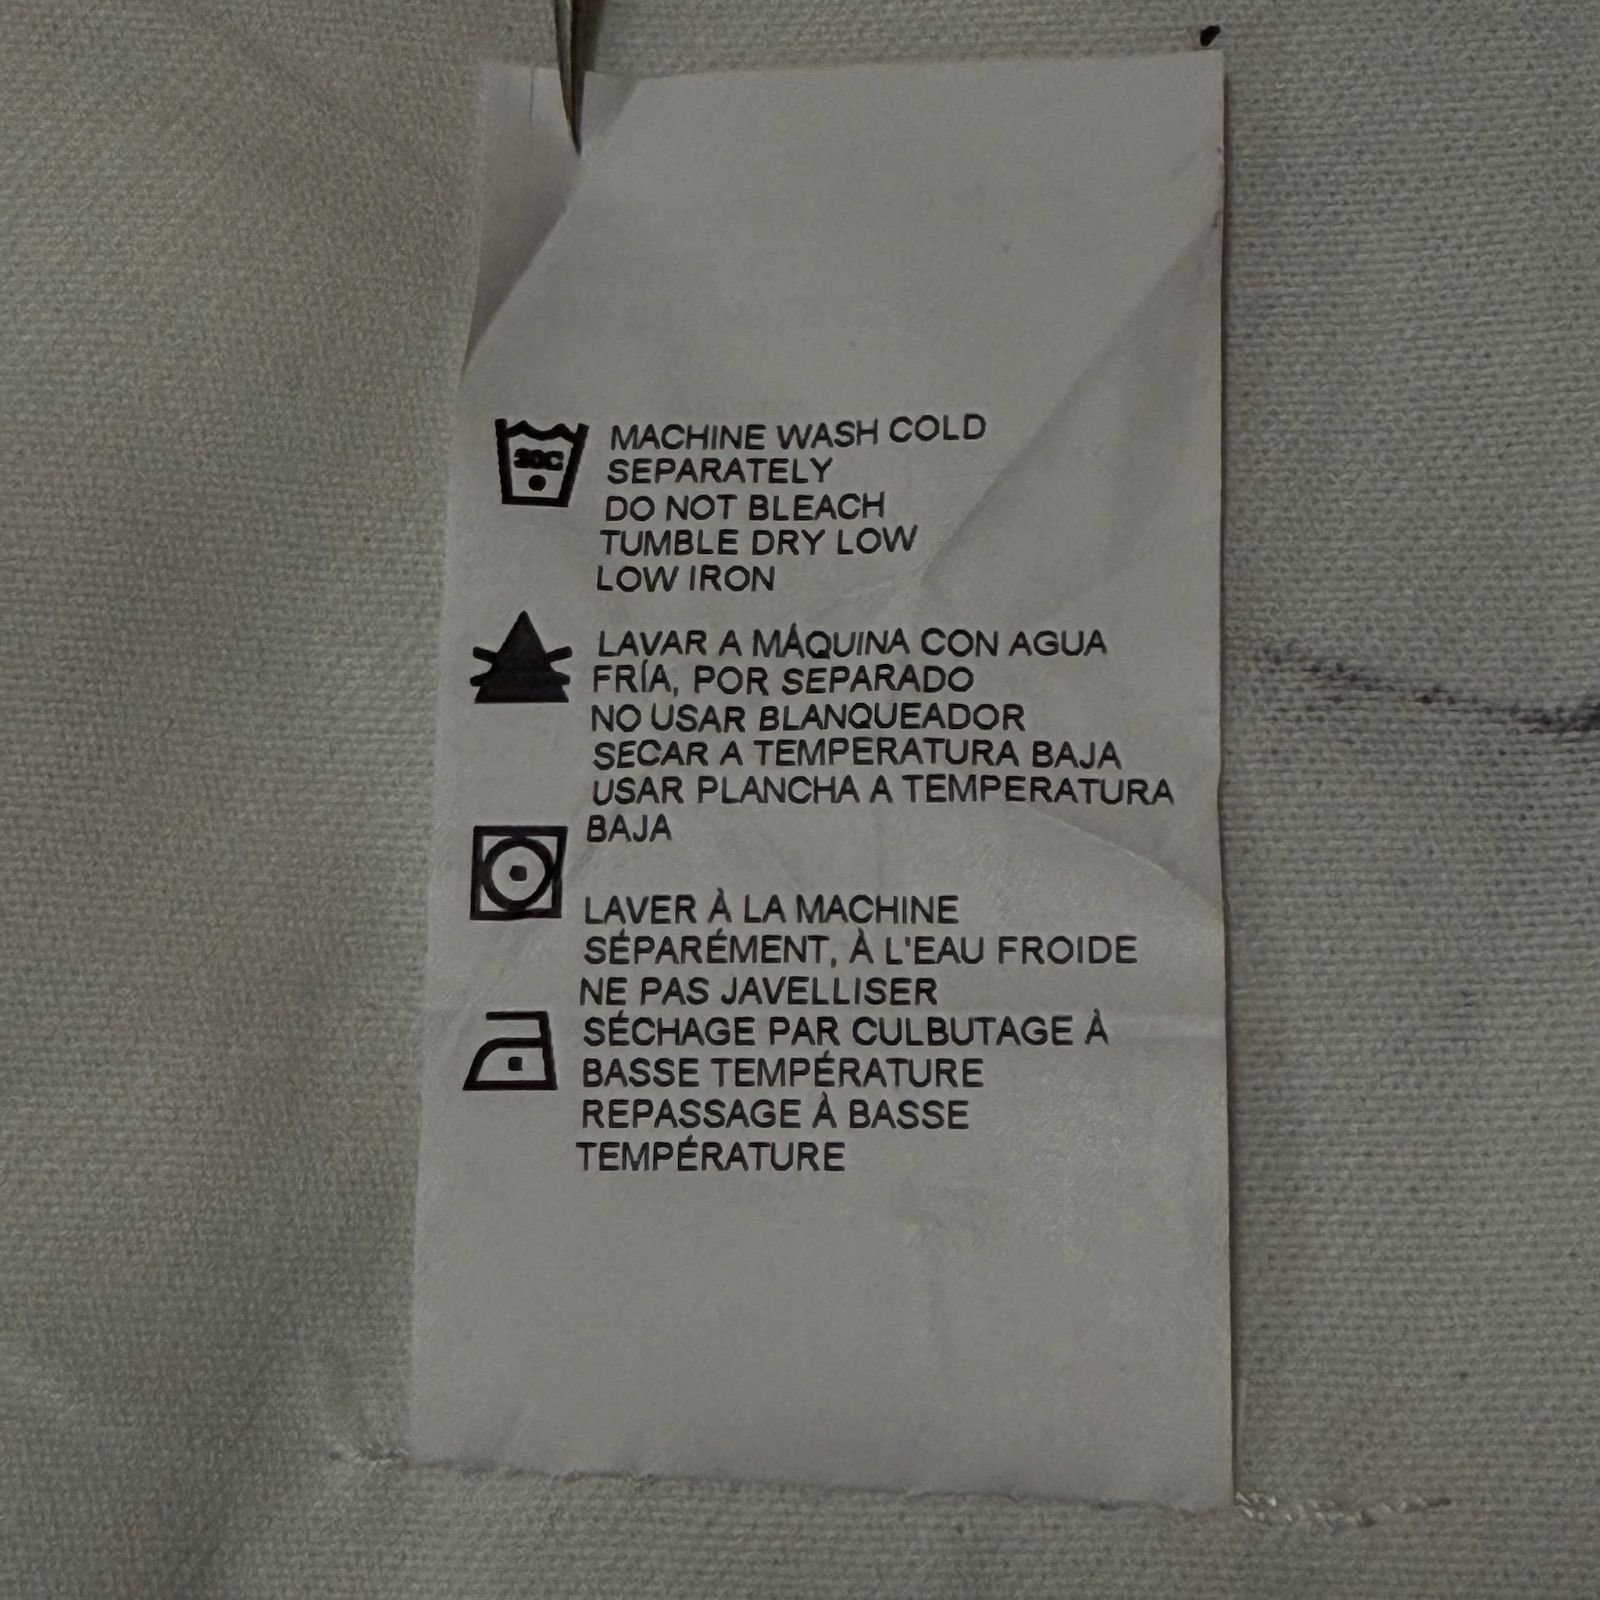 30C
MACHINE WASH COLD
SEPARATELY
DO NOT BLEACH
TUMBLE DRY LOW
LOW IRON
LAVAR A MÁQUINA CON AGUA
FRÍA, POR SEPARADO
NO USAR BLANQUEADOR
SECAR A TEMPERATURA BAJA
USAR PLANCHA A TEMPERATURA
BAJA
LAVER À LA MACHINE
SÉPARÉMENT, À L'EAU FROIDE
NE PAS JAVELLISER
SÉCHAGE PAR CULBUTAGE À
BASSE TEMPÉRATURE
REPASSAGE À BASSE
TEMPÉRATURE